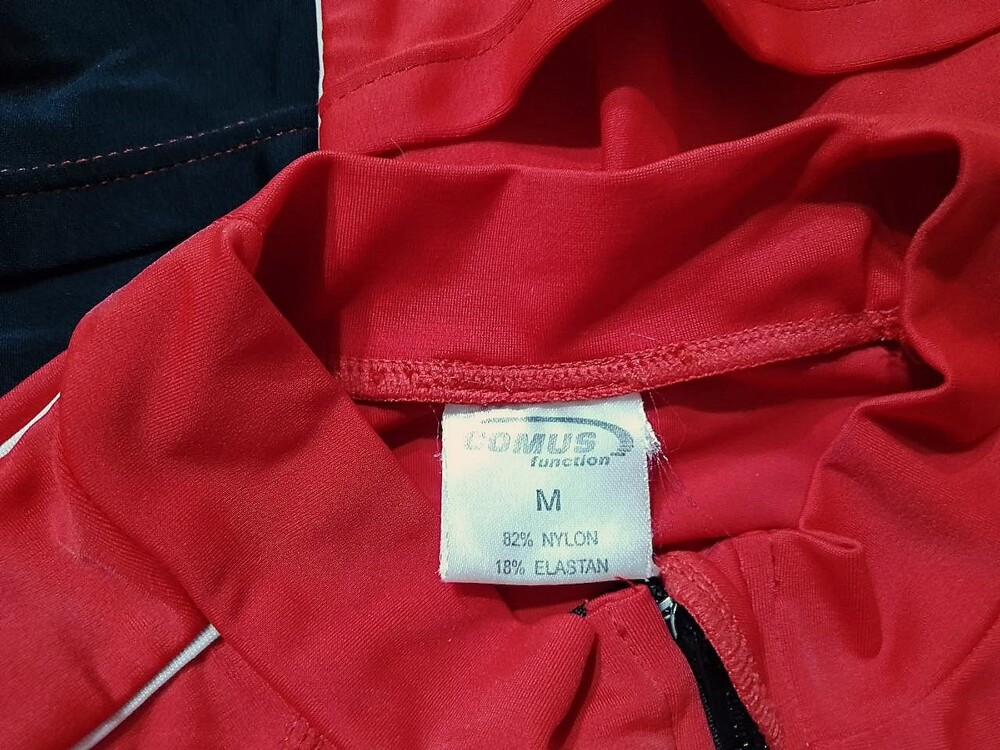 COMUS
function
M
82% NYLON
18% ELASTAN